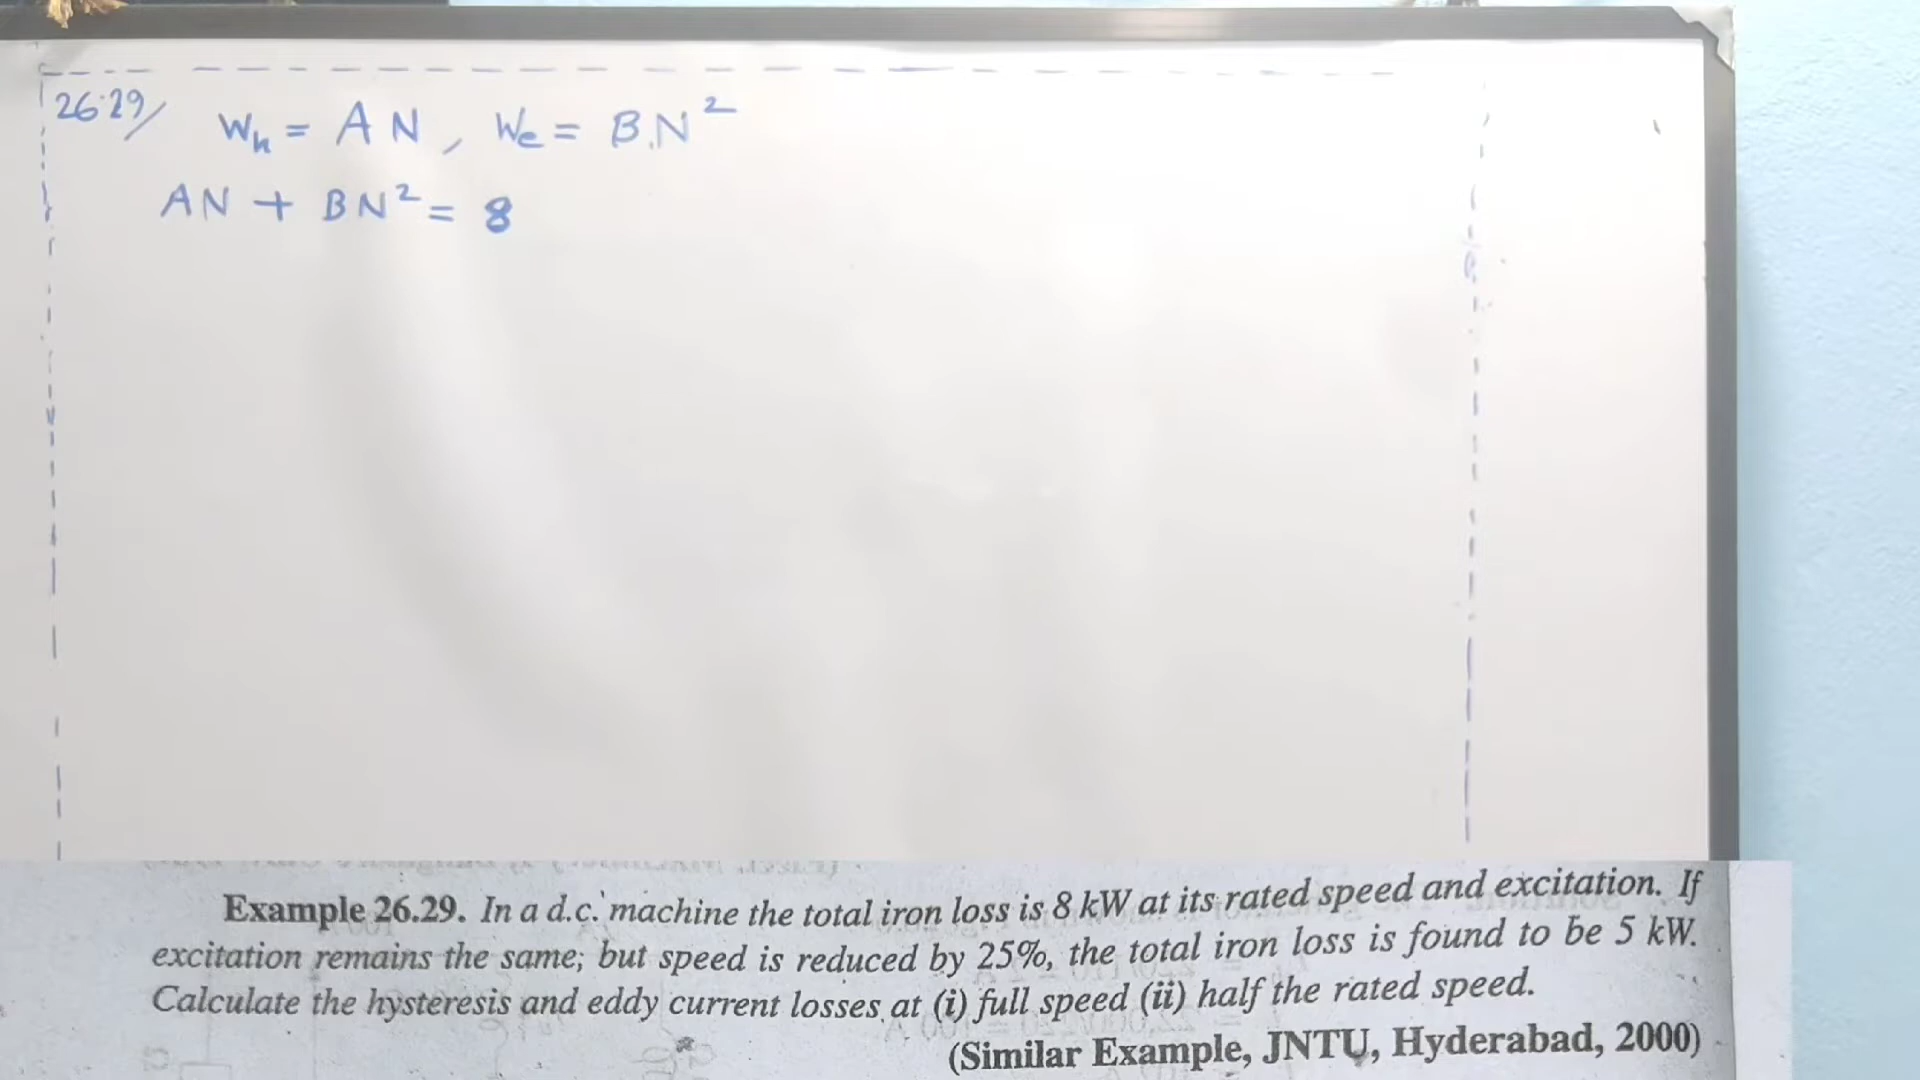 26.29/ Wh = AN, We = B.N²
AN + BN² = 8
Example 26.29. In a d.c. machine the total iron loss is 8 kW at its rated speed and excitation. If
excitation remains the same; but speed is reduced by 25%, the total iron loss is found to be 5 kW.
Calculate the hysteresis and eddy current losses at (i) full speed (ii) half the rated speed.
(Similar Example, JNTU, Hyderabad, 2000)